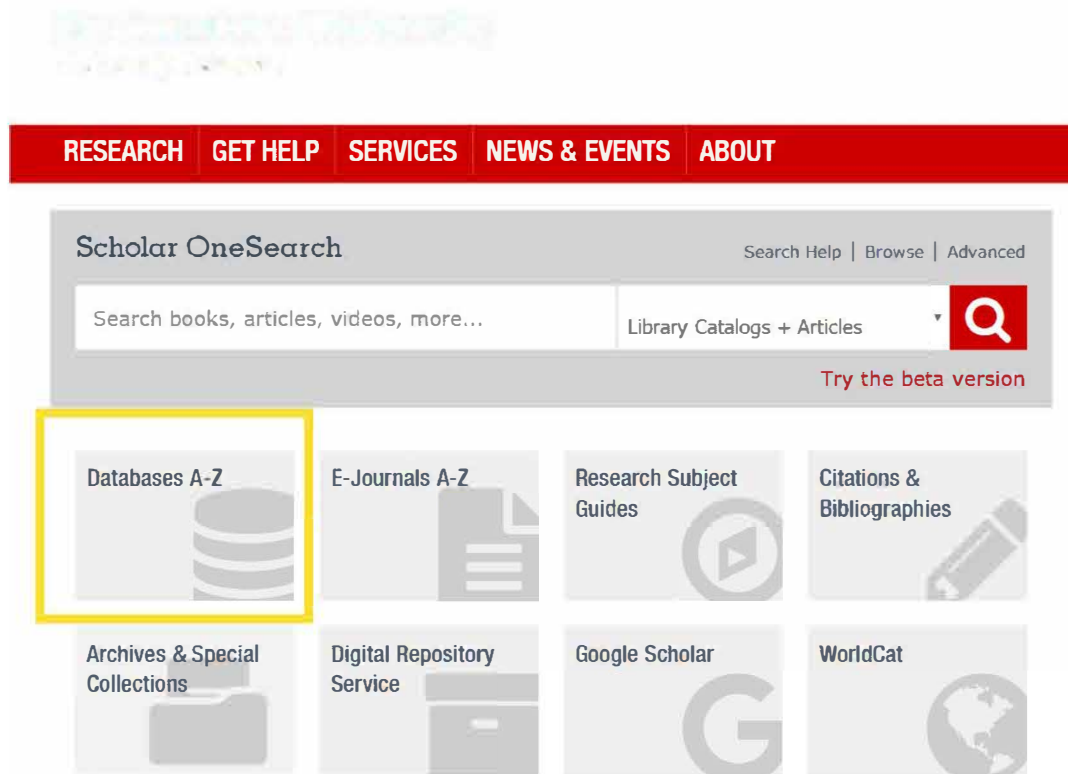 RESEARCH GET HELP SERVICES NEWS & EVENTS ABOUT
Scholar OneSearch
Search Help | Browse | Advanced
Search books, articles, videos, more...
Library Catalogs + Articles
Try the beta version
Databases A-Z
E-Journals A-Z
Research Subject
Guides
Citations &
Bibliographies
Archives & Special
Collections
Digital Repository
Service
Google Scholar
WorldCat